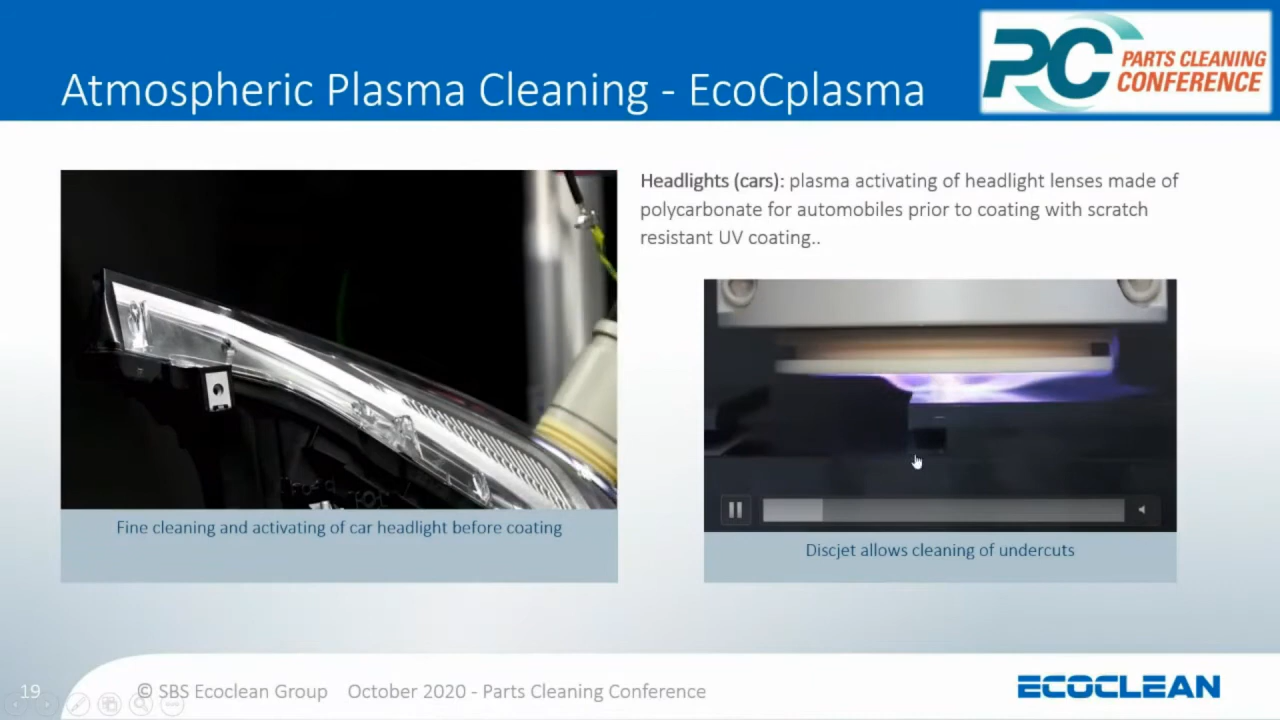 Atmospheric Plasma Cleaning - EcoCplasma
PC PARTS CLEANING
CONFERENCE
Headlights (cars): plasma activating of headlight lenses made of
polycarbonate for automobiles prior to coating with scratch
resistant UV coating..
Fine cleaning and activating of car headlight before coating
Discjet allows cleaning of undercuts
19
© SBS Ecoclean Group October 2020 - Parts Cleaning Conference
ECOCLEAN